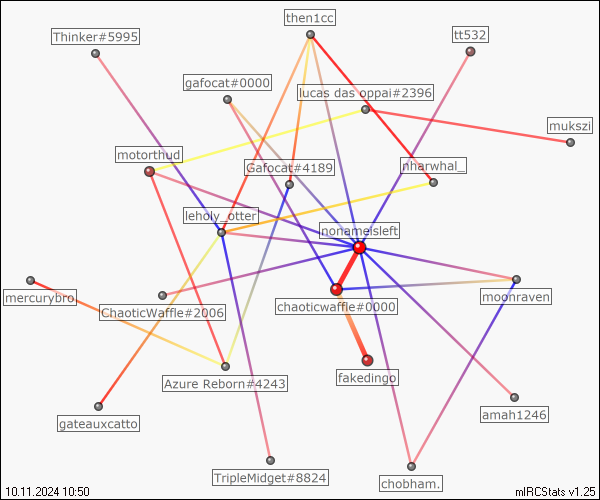 then1cc
Thinker#5995
tt532
gafocat#0000
lucas das oppai#2396
mukszi
motorthud
Gafocat#4189
nharwhal_
leholy_otter
nonameisleft
mercurybro
ChaoticWaffle#2006
chaoticwaffle#0000
moonraven
Azure Reborn#4243
fakedingo
gateauxcatto
amah1246
TripleMidget#8824
chobham.
10.11.2024 10:50
mIRCStats v1.25